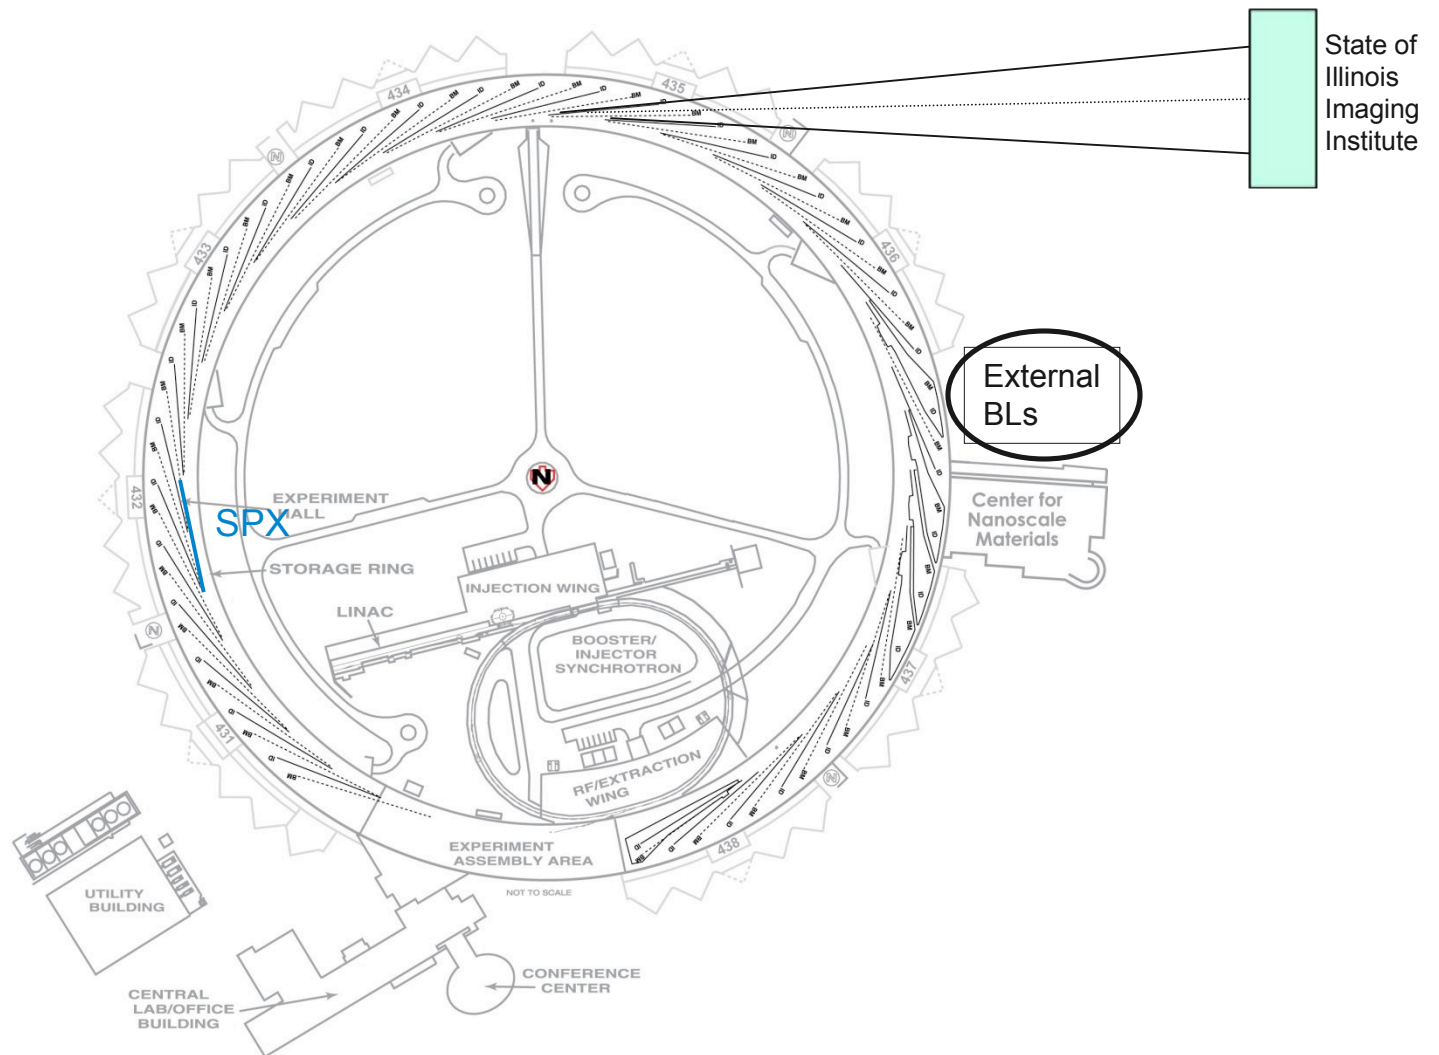 State of
Illinois
Imaging
Institute
434
435
433
436
External
BLs
432
EXPERIMENT
HALL
SPX
N
Center for
Nanoscale
Materials
STORAGE RING
INJECTION WING
LINAC
BOOSTER/
INJECTOR
SYNCHROTRON
437
431
RF/EXTRACTION
WING
438
EXPERIMENT
ASSEMBLY AREA
NOT TO SCALE
UTILITY
BUILDING
CONFERENCE
CENTER
CENTRAL
LAB/OFFICE
BUILDING